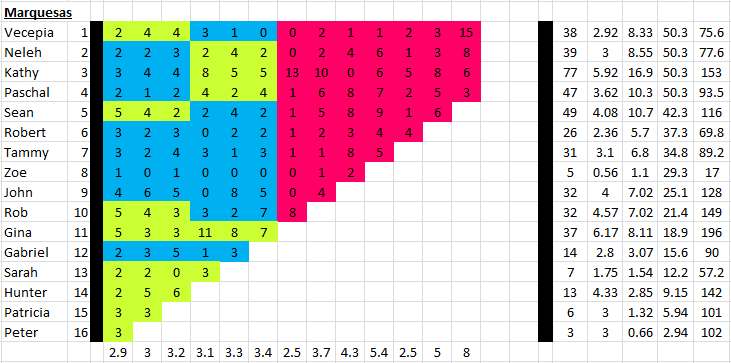 Marquesas
Vecepia 1 2 4 4 3 1 0 0 2 1 1 2 3 15 38 2.92 8.33 50.3 75.6
Neleh 2 2 2 3 2 4 2 0 2 4 6 1 3 8 39 3 8.55 50.3 77.6
Kathy 3 3 4 4 8 5 5 13 10 0 6 5 8 6 77 5.92 16.9 50.3 153
Paschal 4 2 1 2 4 2 4 1 6 8 7 2 5 3 47 3.62 10.3 50.3 93.5
Sean 5 5 4 2 2 4 2 1 5 8 9 1 6 49 4.08 10.7 42.3 116
Robert 6 3 2 3 0 2 2 1 2 3 4 4 26 2.36 5.7 37.3 69.8
Tammy 7 3 2 4 3 1 3 1 1 8 5 31 3.1 6.8 34.8 89.2
Zoe 8 1 0 1 0 0 0 0 1 2 5 0.56 1.1 29.3 17
John 9 4 6 5 0 8 5 0 4 32 4 7.02 25.1 128
Rob 10 5 4 3 3 2 7 8 32 4.57 7.02 21.4 149
Gina 11 5 3 3 11 8 7 37 6.17 8.11 18.9 196
Gabriel 12 2 3 5 1 3 14 2.8 3.07 15.6 90
Sarah 13 2 2 0 3 7 1.75 1.54 12.2 57.2
Hunter 14 2 5 6 13 4.33 2.85 9.15 142
Patricia 15 3 3 6 3 1.32 5.94 101
Peter 16 3 3 3 0.66 2.94 102
2.9 3 3.2 3.1 3.3 3.4 2.5 3.7 4.3 5.4 2.5 5 8